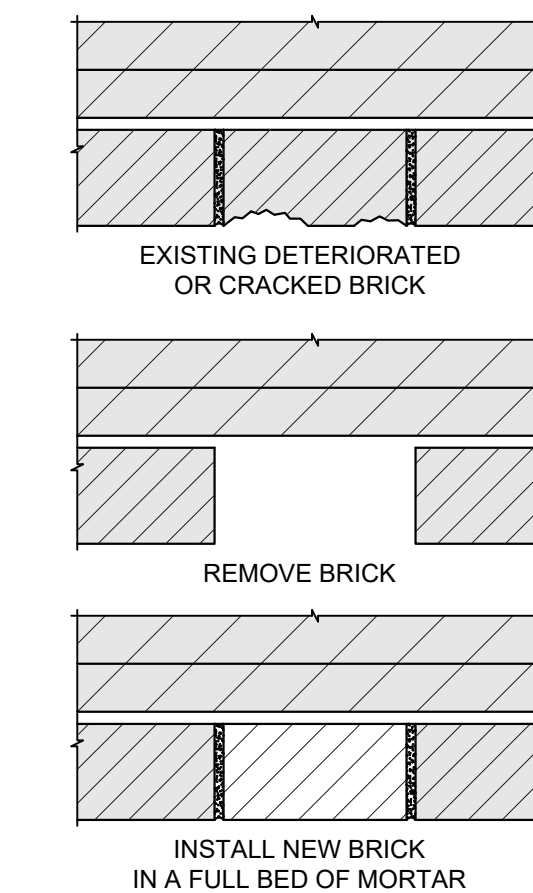 EXISTING DETERIORATED
OR CRACKED BRICK
REMOVE BRICK
INSTALL NEW BRICK
IN A FULL BED OF MORTAR